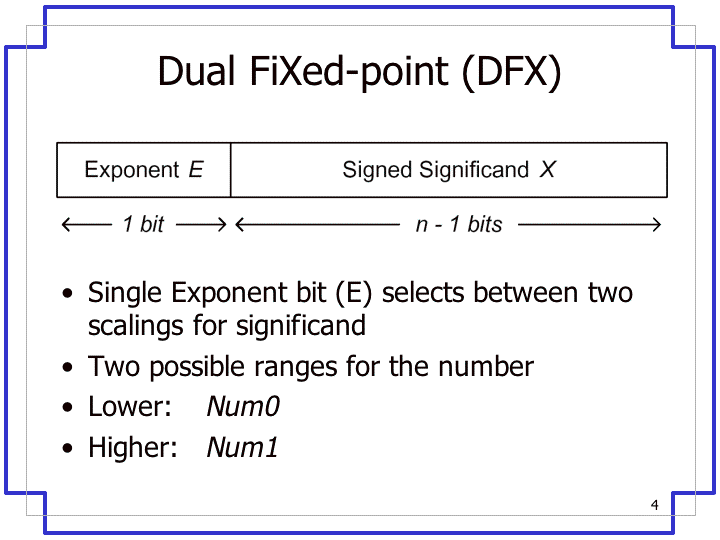 Dual FiXed-point (DFX)
Exponent E
Signed Significand X
1 bit
n - 1 bits
• Single Exponent bit (E) selects between two
scalings for significand
• Two possible ranges for the number
• Lower: Num0
• Higher: Num1
4